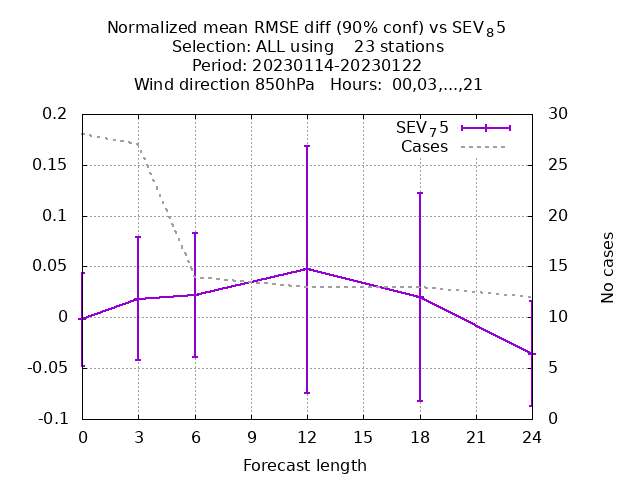 Normalized mean RMSE diff (90% conf) vs SEV₈5
Selection: ALL using    23 stations
Period: 20230114-20230122
Wind direction 850hPa   Hours:  00,03,...,21
0.2
0.15
0.1
0.05
0
-0.05
-0.1
30
25
20
15
10
5
0
SEV₇5
Cases
No cases
0 3 6 9 12 15 18 21 24
Forecast length